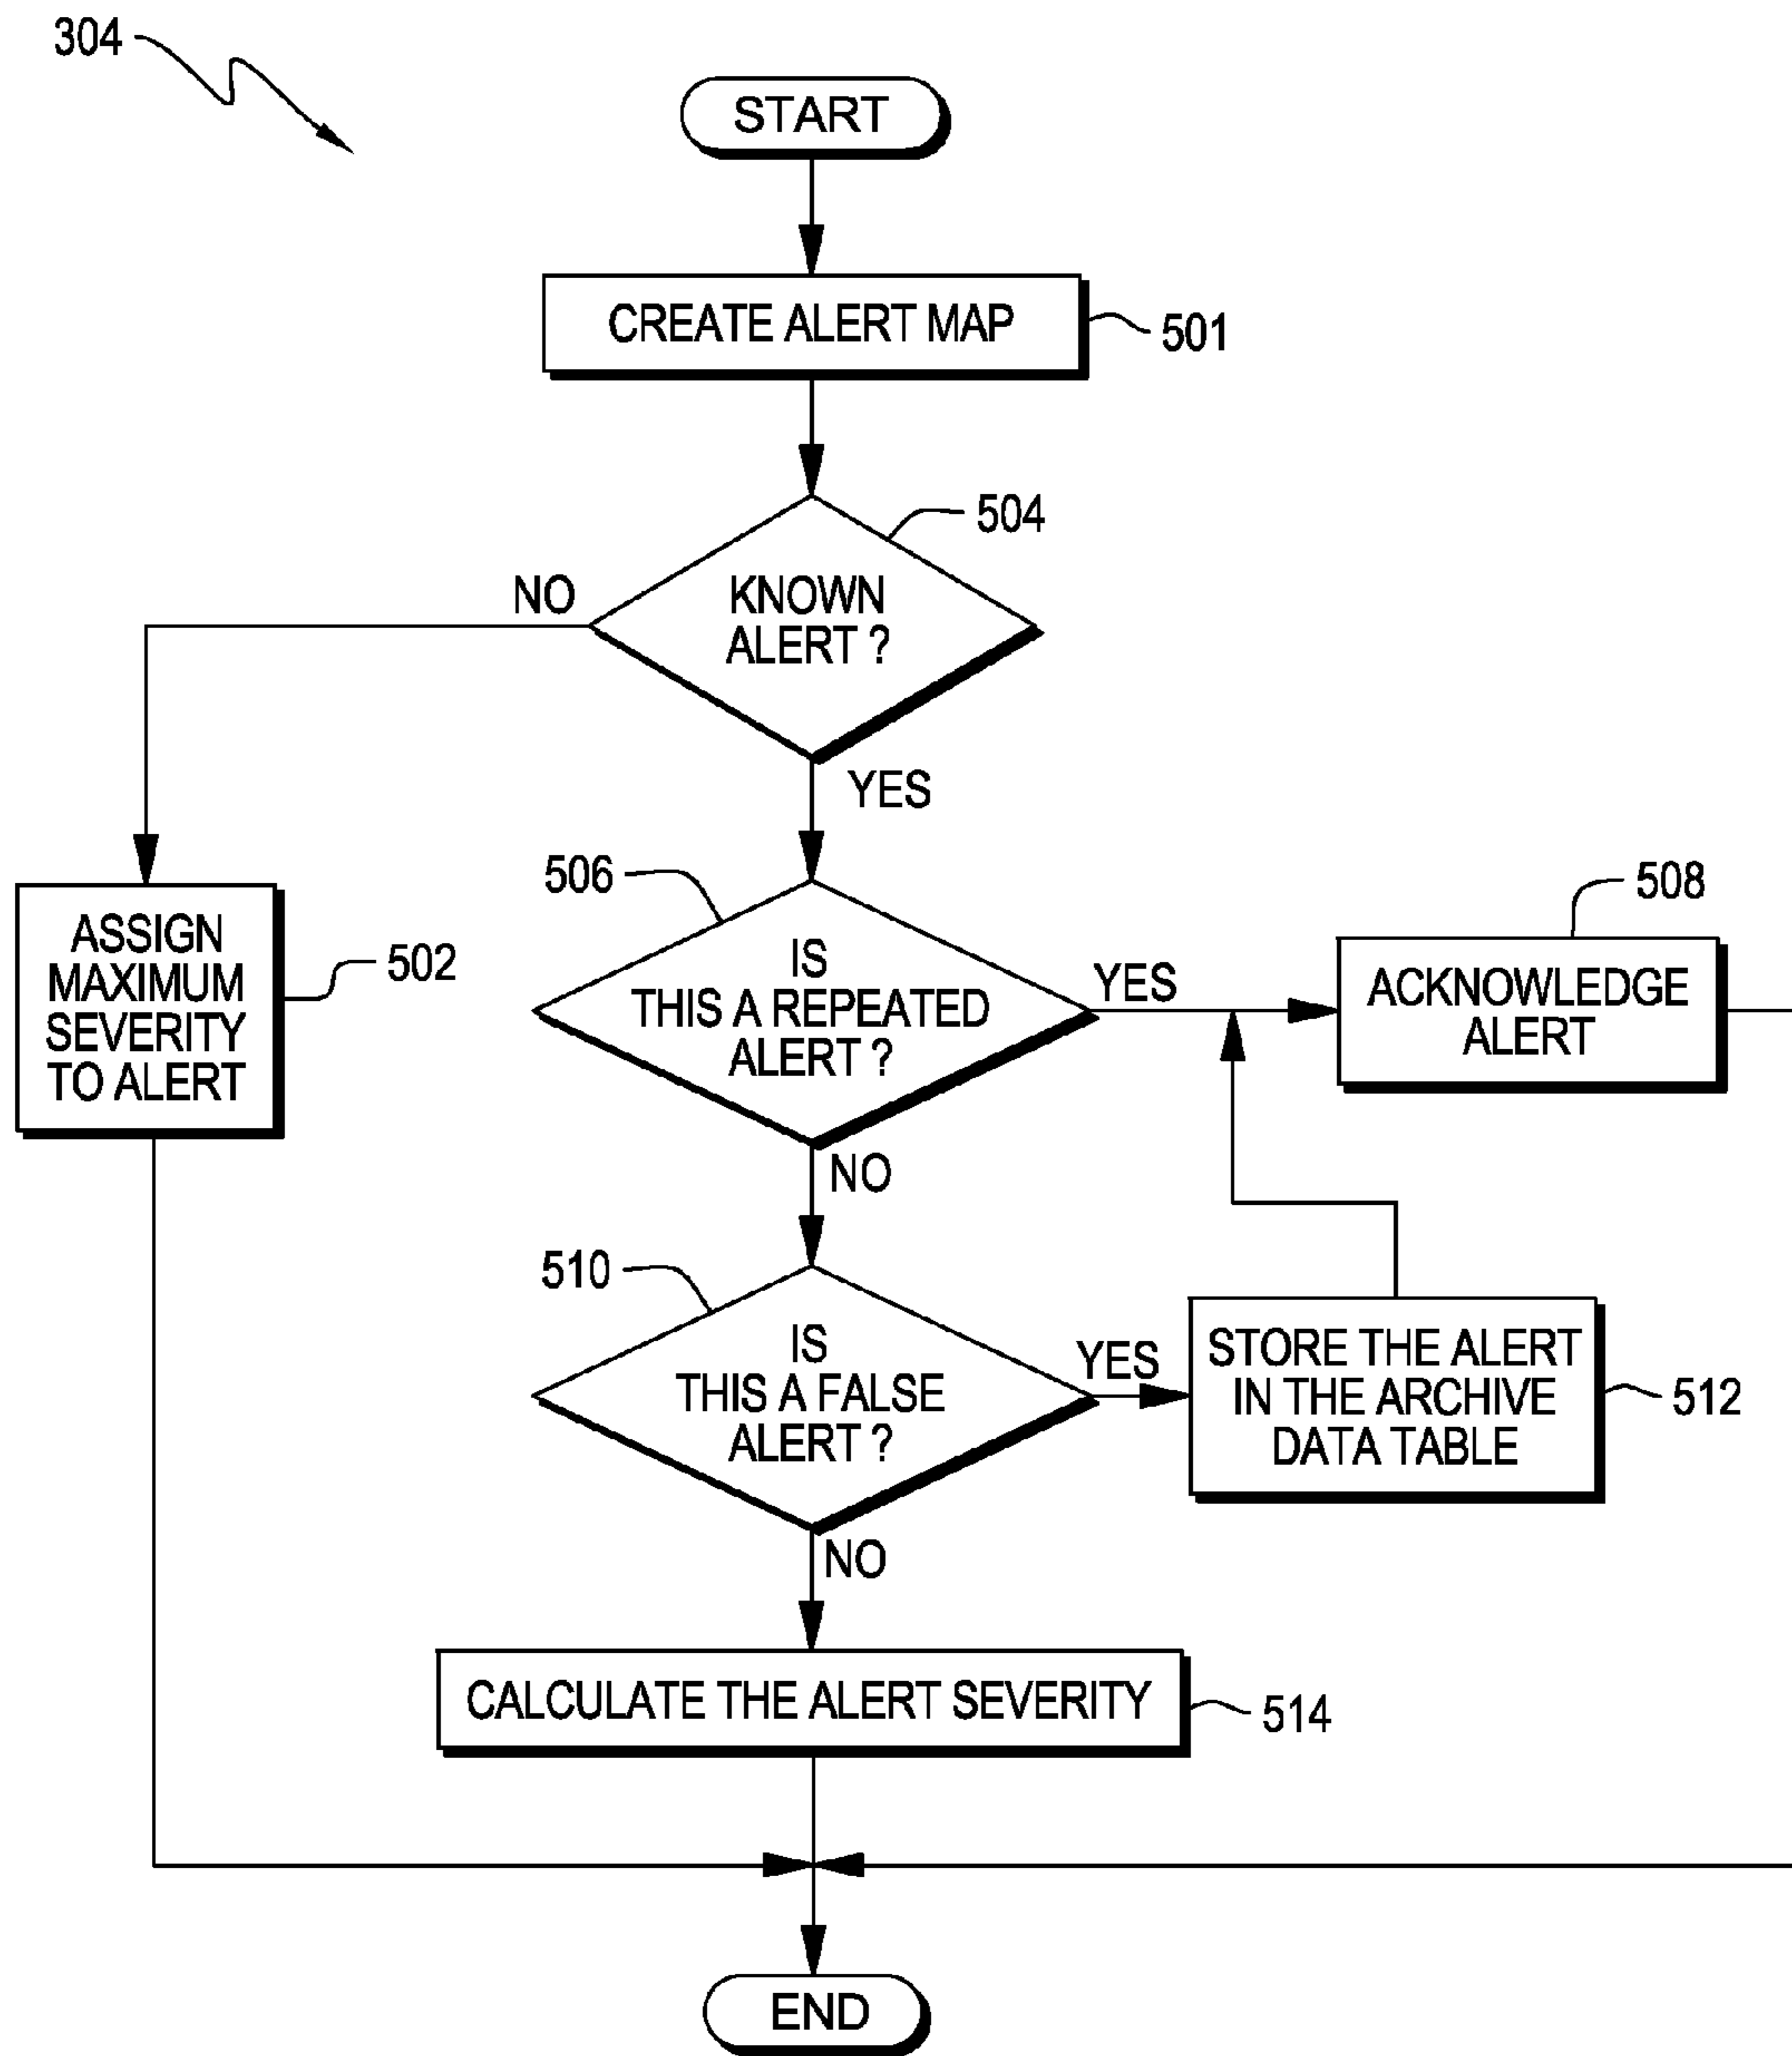 304
START
CREATE ALERT MAP
501
504
NO
KNOWN
ALERT ?
YES
506
508
ASSIGN
MAXIMUM
SEVERITY
TO ALERT
502
IS
THIS A REPEATED
ALERT ?
YES
ACKNOWLEDGE
ALERT
NO
510
IS
THIS A FALSE
ALERT ?
YES
STORE THE ALERT
IN THE ARCHIVE
DATA TABLE
512
NO
CALCULATE THE ALERT SEVERITY
514
END